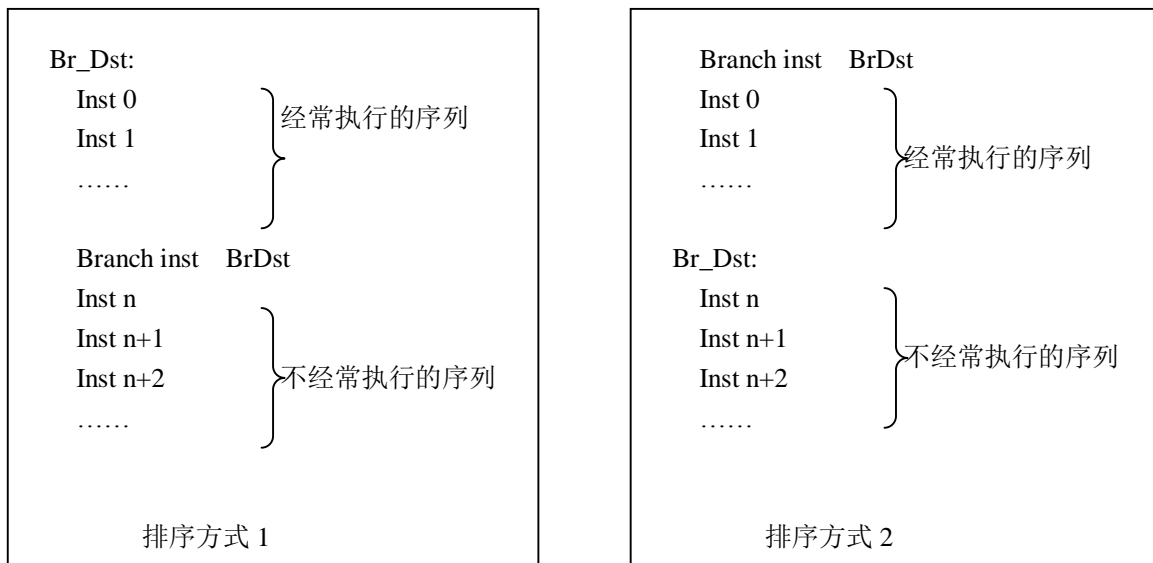 Br_Dst:
Inst 0
Inst 1
……
经常执行的序列
Branch inst BrDst
Inst n
Inst n+1
Inst n+2
……
不经常执行的序列
排序方式 1
Branch inst BrDst
Inst 0
Inst 1
……
经常执行的序列
Br_Dst:
Inst n
Inst n+1
Inst n+2
……
不经常执行的序列
排序方式 2